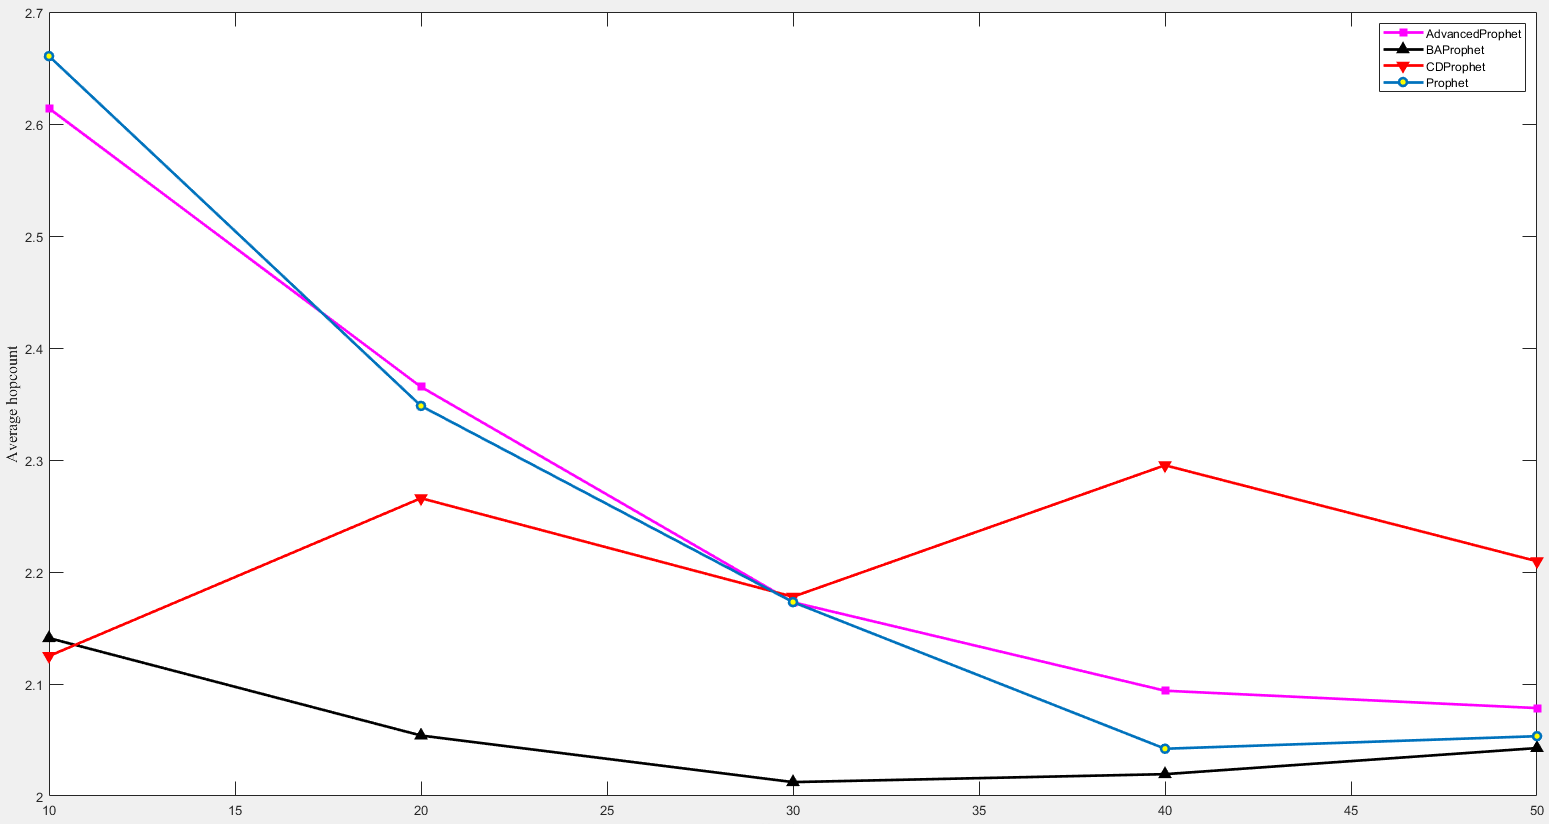 2.7
2.6
2.5
2.4
2.3
2.2
2.1
2
Average hopcount
10 15 20 25 30 35 40 45 50
AdvancedProphet
BAProphet
CDProphet
Prophet